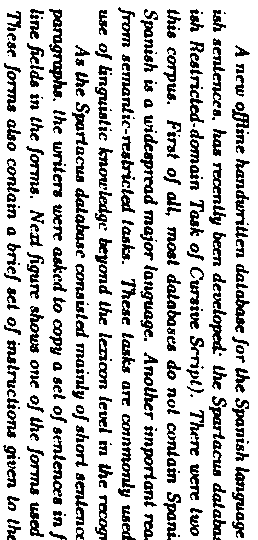 A new offline handwritten database for the Spanish language
ish sentences, has recently been developed: the Spartacus databas
ish Restricted-domain Task of Cursive Script). There were two
this corpus. First of all, most databases do not contain Spani
Spanish is a widespread major language. Another important rea
from semantic-restricted tasks. These tasks are commonly used
use of linguistic knowledge beyond the lexicon level in the recogn
As the Spartacus database consisted mainly of short sentence
paragraphs, the writers were asked to copy a set of sentences in f
line fields in the forms. Next figure shows one of the forms used
These forms also contain a brief set of instructions given to the